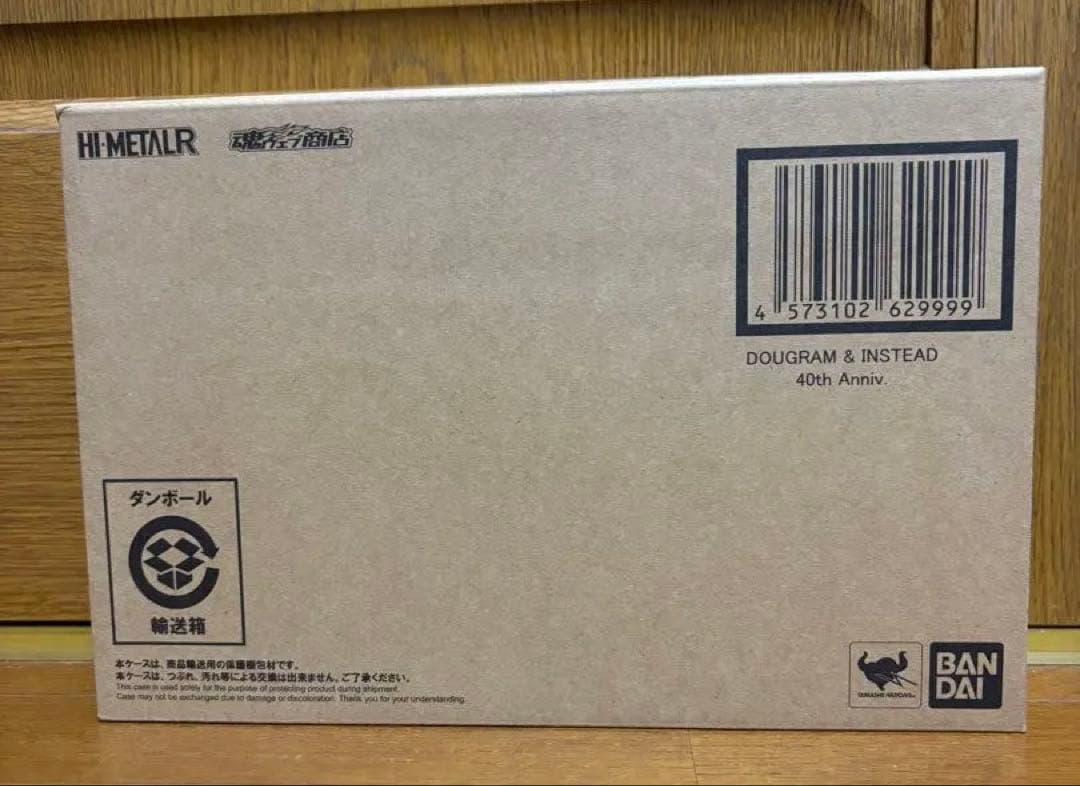 HI-METAL R
魂ウェブ商店
4 573102 629999
DOUGRAM & INSTEAD
40th Anniv.
ダンボール
輸送箱
本ケースは、商品輸送用の保護梱包材です。
本ケースは、つぶれ、汚れ等による交換は出来ません。ご了承ください。
This case is used solely for the purpose of protecting product during shipment.
Case may not be exchanged due to damage or discoloration. Thank you for your understanding.
TAMASHII NATIONS
BAN
DAI